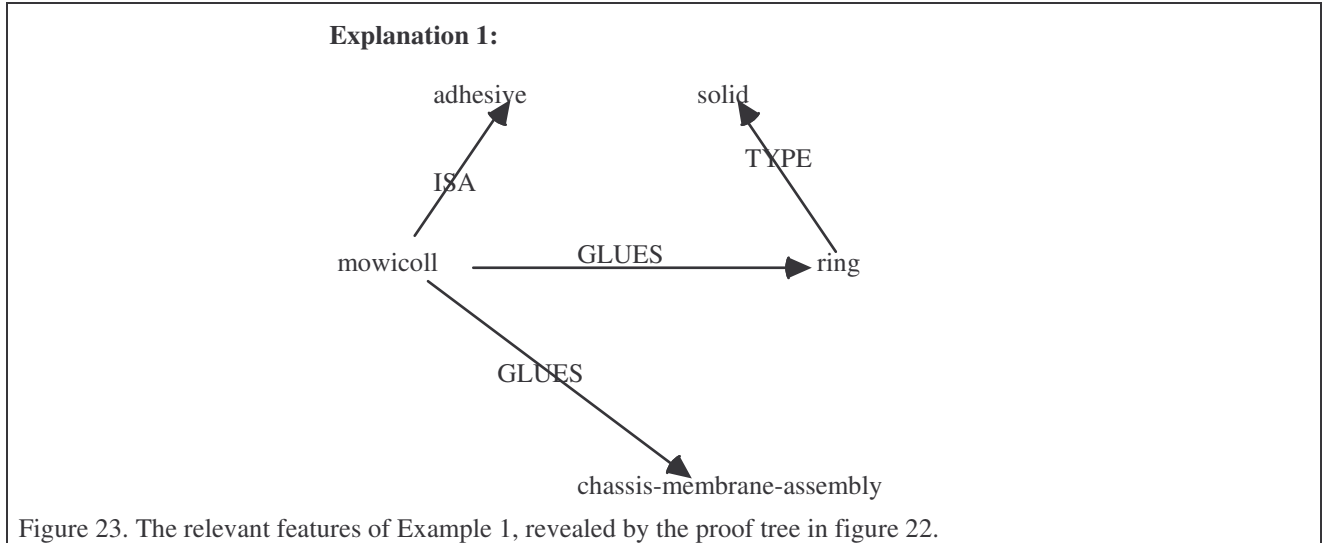 Explanation 1:
adhesive solid
TYPE
ISA
GLUES
mowicoll ring
GLUES
chassis-membrane-assembly
Figure 23. The relevant features of Example 1, revealed by the proof tree in figure 22.